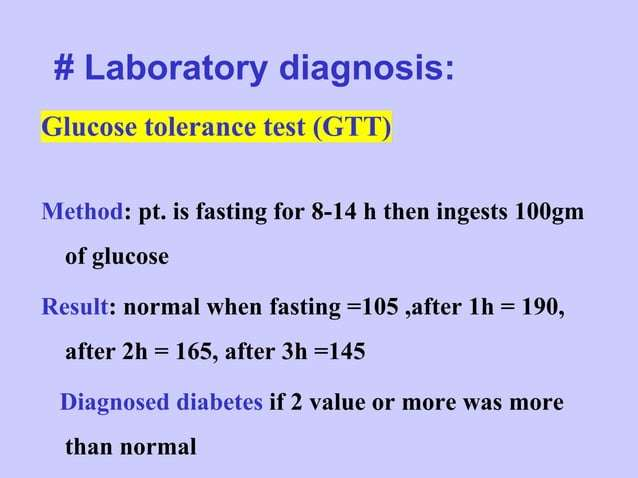 # Laboratory diagnosis:
Glucose tolerance test (GTT)
Method: pt. is fasting for 8-14 h then ingests 100gm
of glucose
Result: normal when fasting =105 ,after 1h = 190,
after 2h = 165, after 3h =145
Diagnosed diabetes if 2 value or more was more
than normal